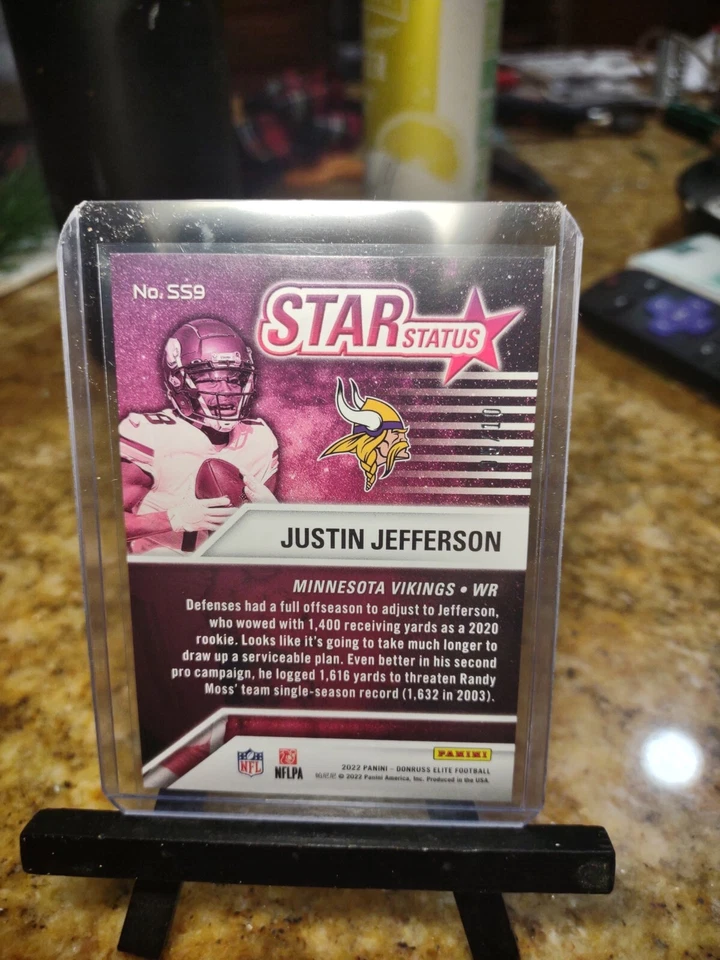 No. SS9
STAR
STATUS
JUSTIN JEFFERSON
MINNESOTA VIKINGS • WR
Defenses had a full offseason to adjust to Jefferson,
who wowed with 1,400 receiving yards as a 2020
rookie. Looks like it's going to take much longer to
draw up a serviceable plan. Even better in his second
pro campaign, he logged 1,616 yards to threaten Randy
Moss' team single-season record (1,632 in 2003).
PANINI
NFL
NFLPA
2022 PANINI – DONRUSS ELITE FOOTBALL
© 2022 Panini America, Inc. Produced in the USA.